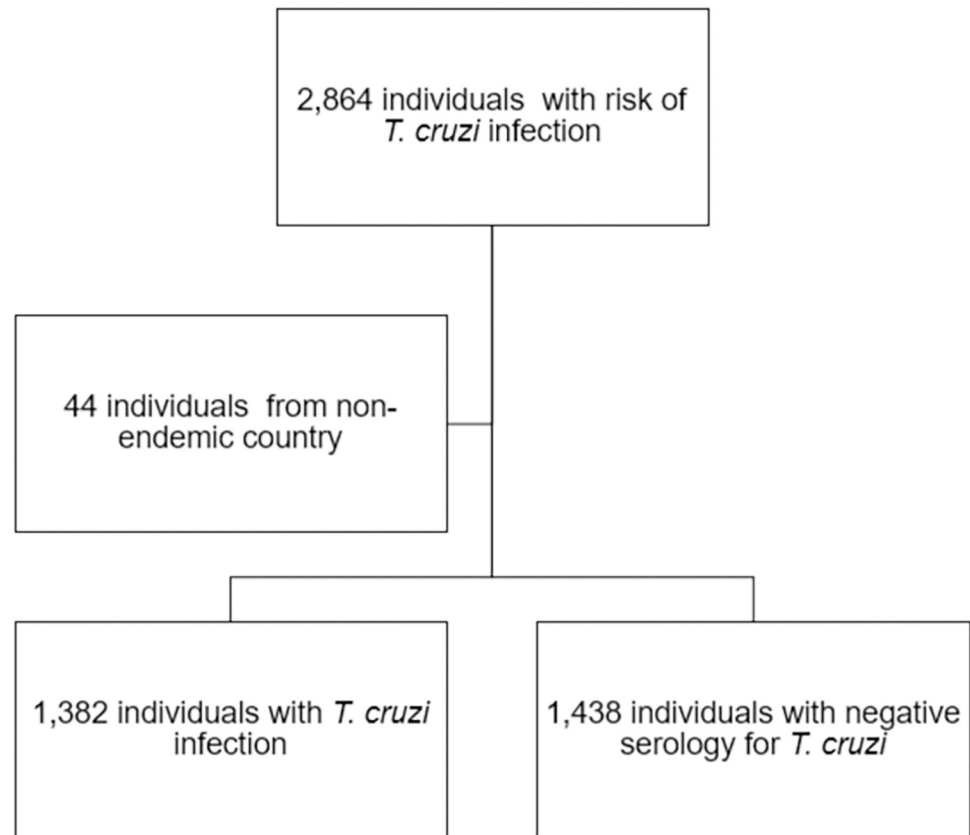 2,864 individuals with risk of
T. cruzi infection
44 individuals from non-
endemic country
1,382 individuals with T. cruzi
infection
1,438 individuals with negative
serology for T. cruzi